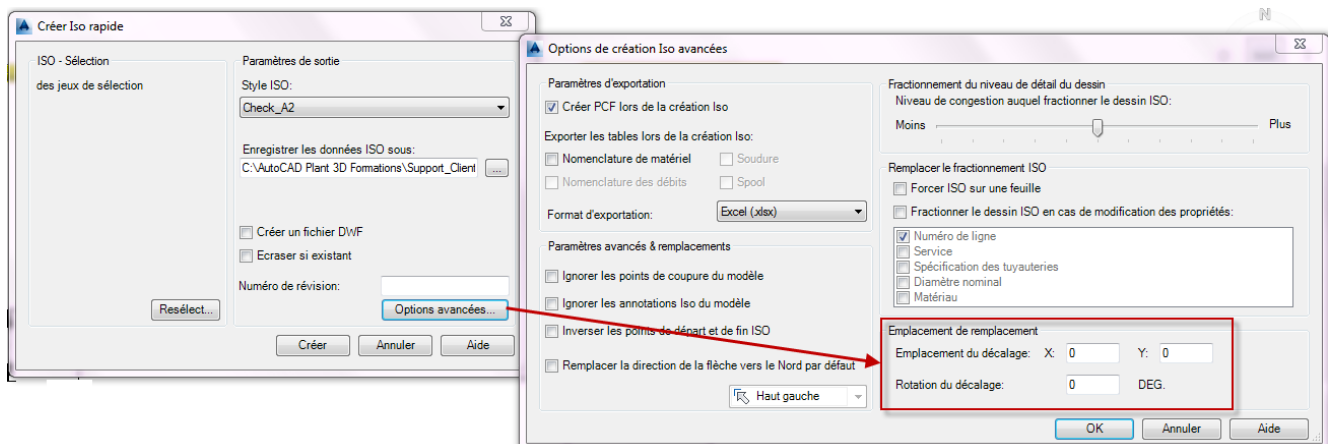 Créer Iso rapide
ISO - Sélection
des jeux de sélection
Resélect...
Paramètres de sortie
Style ISO:
Check_A2
Enregistrer les données ISO sous:
C:\AutoCAD Plant 3D Formations\Support_Client
...
Créer un fichier DWF
Ecraser si existant
Numéro de révision:
Options avancées...
Créer Annuler Aide
N
Options de création Iso avancées
Paramètres d'exportation
Créer PCF lors de la création Iso
Exporter les tables lors de la création Iso:
Nomenclature de matériel Soudure
Nomenclature des débits Spool
Format d'exportation: Excel (.xlsx)
Paramètres avancés & remplacements
Ignorer les points de coupure du modèle
Ignorer les annotations Iso du modèle
Inverser les points de départ et de fin ISO
Remplacer la direction de la flèche vers le Nord par défaut
Haut gauche
Fractionnement du niveau de détail du dessin
Niveau de congestion auquel fractionner le dessin ISO:
Moins Plus
Remplacer le fractionnement ISO
Forcer ISO sur une feuille
Fractionner le dessin ISO en cas de modification des propriétés:
Numéro de ligne
Service
Spécification des tuyauteries
Diamètre nominal
Matériau
Emplacement de remplacement
Emplacement du décalage: X: 0 Y: 0
Rotation du décalage: 0 DEG.
OK Annuler Aide